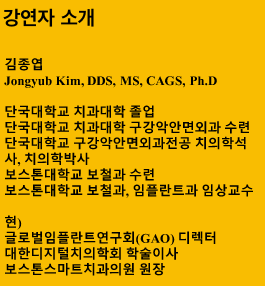 강연자 소개
김종엽
Jongyub Kim, DDS, MS, CAGS, Ph.D
단국대학교 치과대학 졸업
단국대학교 치과대학 구강악안면외과 수련
단국대학교 구강악안면외과전공 치의학석
사, 치의학박사
보스톤대학교 보철과 수련
보스톤대학교 보철과, 임플란트과 임상교수
현)
글로벌임플란트연구회(GAO) 디렉터
대한디지털치의학회 학술이사
보스톤스마트치과의원 원장